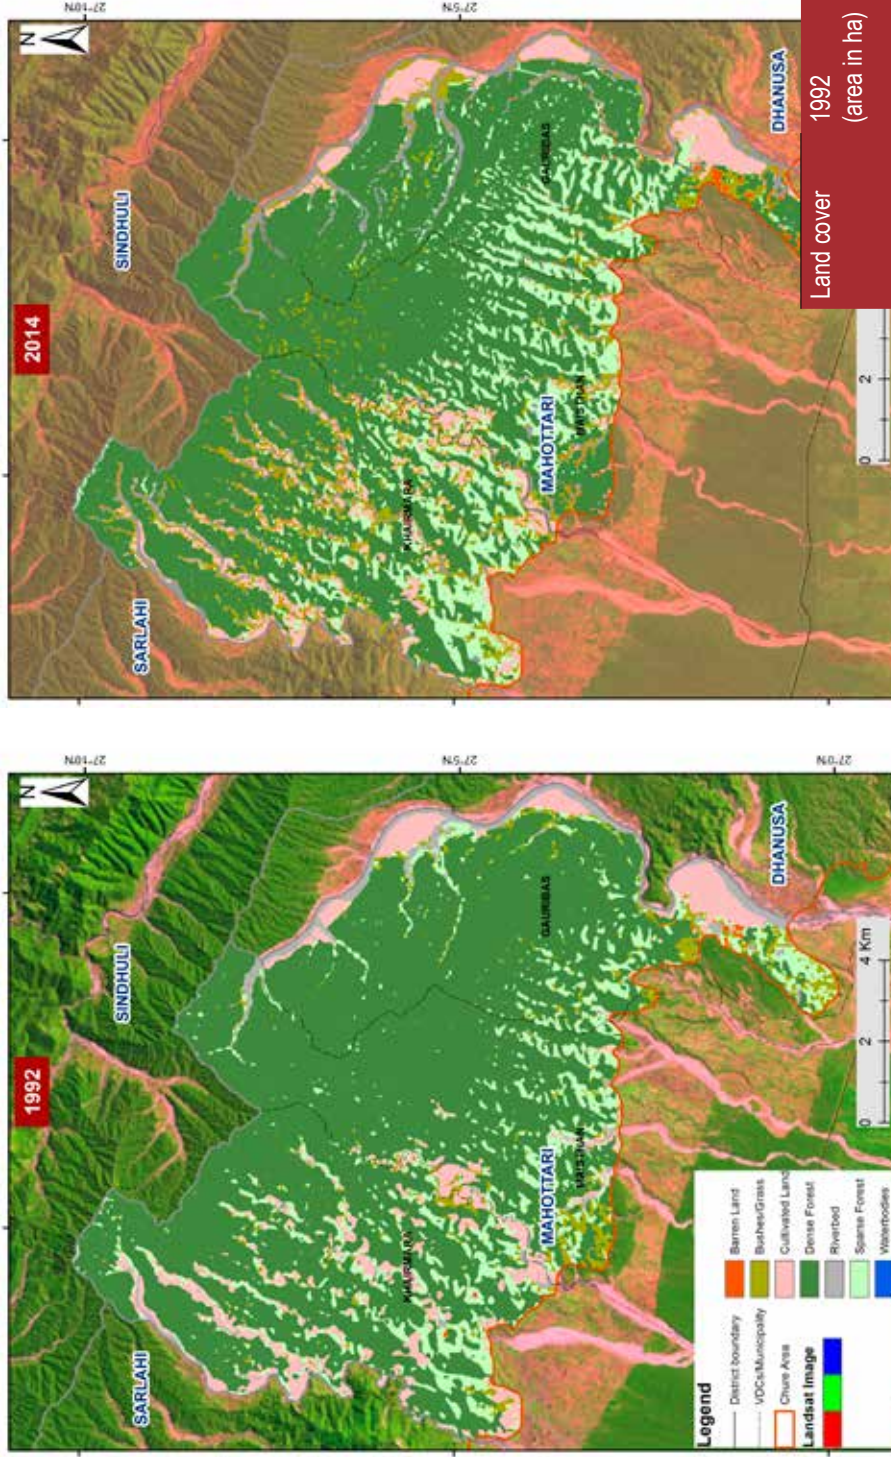 2014
N
27°10'N
27°5'N
SINDHULI
SARLAHI
GAURIBAS
KHAIRMARA
MAHOTTARI
MAISTHAN
DHANUSA
0 2
Land cover 1992
(area in ha)
1992
N
27°10'N
27°5'N
27°0'N
SINDHULI
SARLAHI
GAURIBAS
KHAIRMARA
MAHOTTARI
MAISTHAN
DHANUSA
0 2 4 Km
Legend
District boundary
VDCs/Municipality
Chure Area
Landsat Image
Barren Land
Bushes/Grass
Cultivated Land
Dense Forest
Riverbed
Sparse Forest
Waterbodies